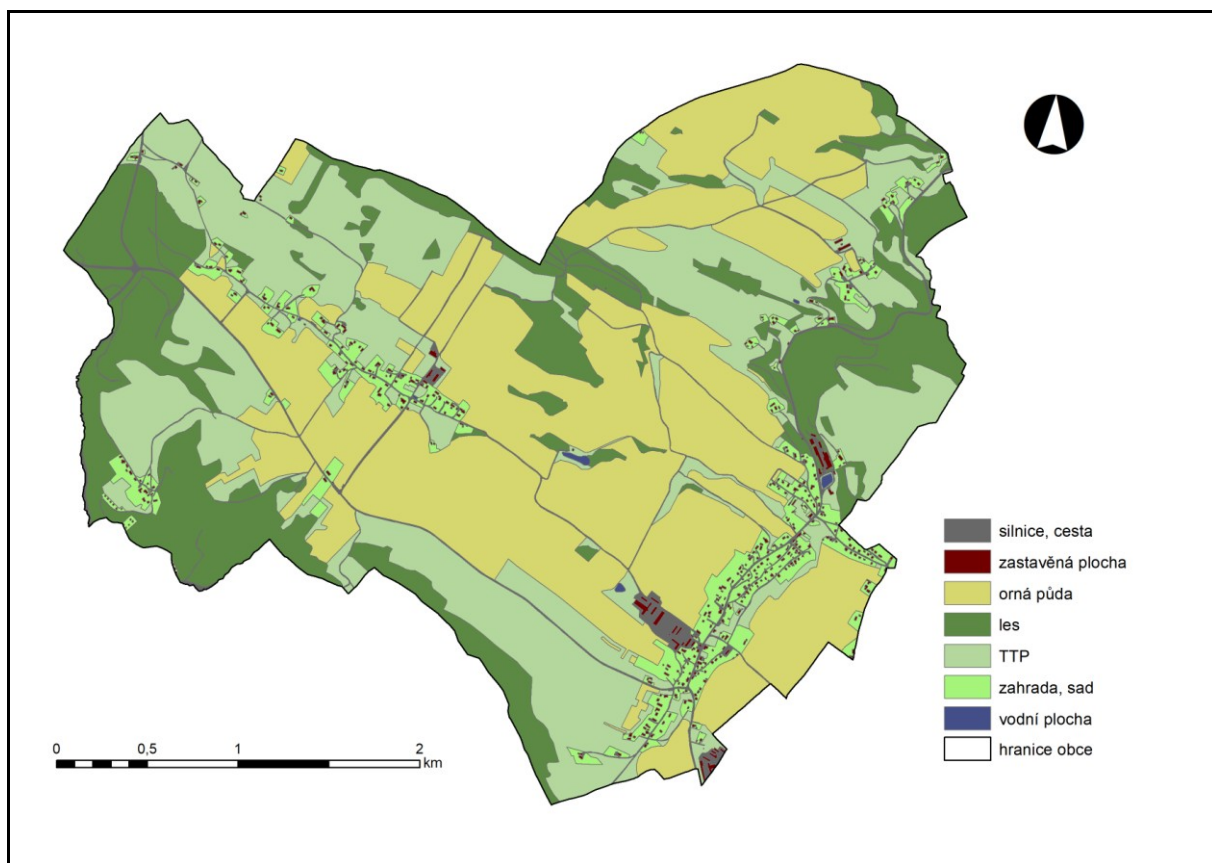 silnice, cesta
zastavěná plocha
orná půda
les
TTP
zahrada, sad
vodní plocha
hranice obce
0 0,5 1 2
km